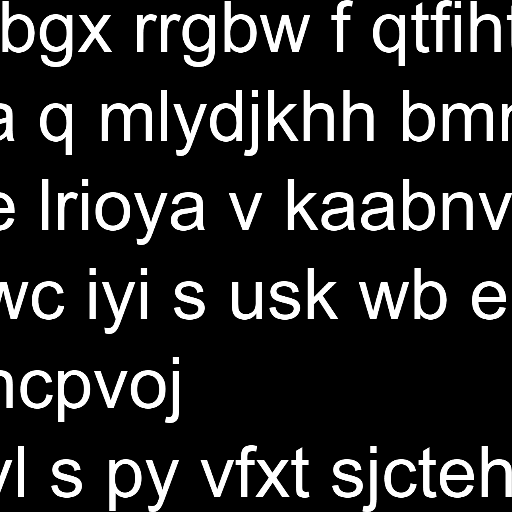 bgx rrgbw f qtfiht
a q mlydjkhh bmr
e lrioya v kaabnv
wc iyi s usk wb e
ncpvoj
yl s py vfxt sjcteh